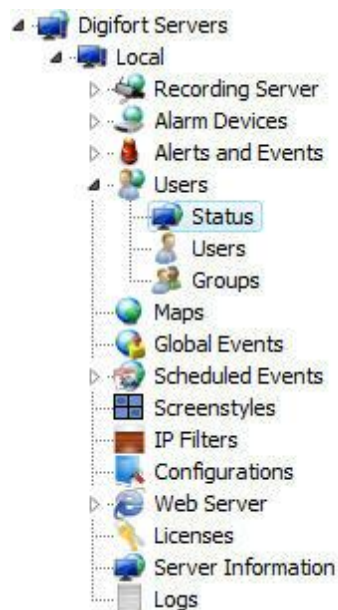 Digifort Servers
Local
Recording Server
Alarm Devices
Alerts and Events
Users
Status
Users
Groups
Maps
Global Events
Scheduled Events
Screenstyles
IP Filters
Configurations
Web Server
Licenses
Server Information
Logs